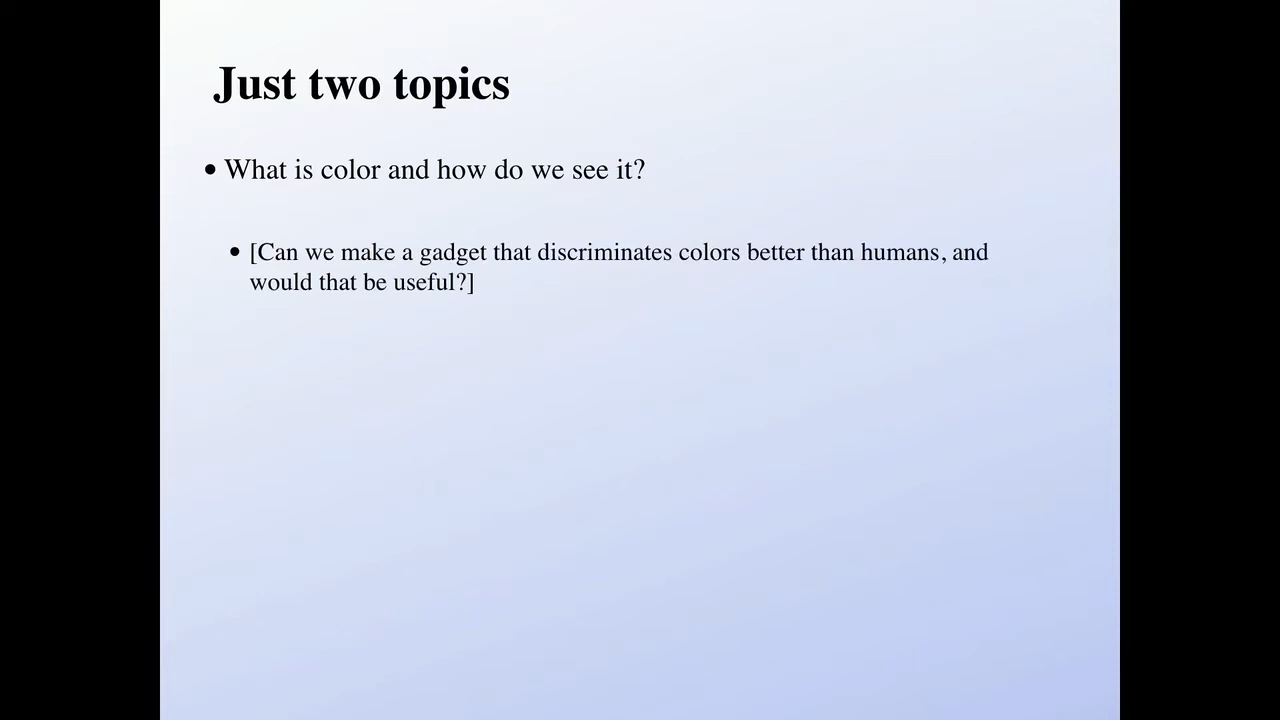 Just two topics
• What is color and how do we see it?
• [Can we make a gadget that discriminates colors better than humans, and
would that be useful?]